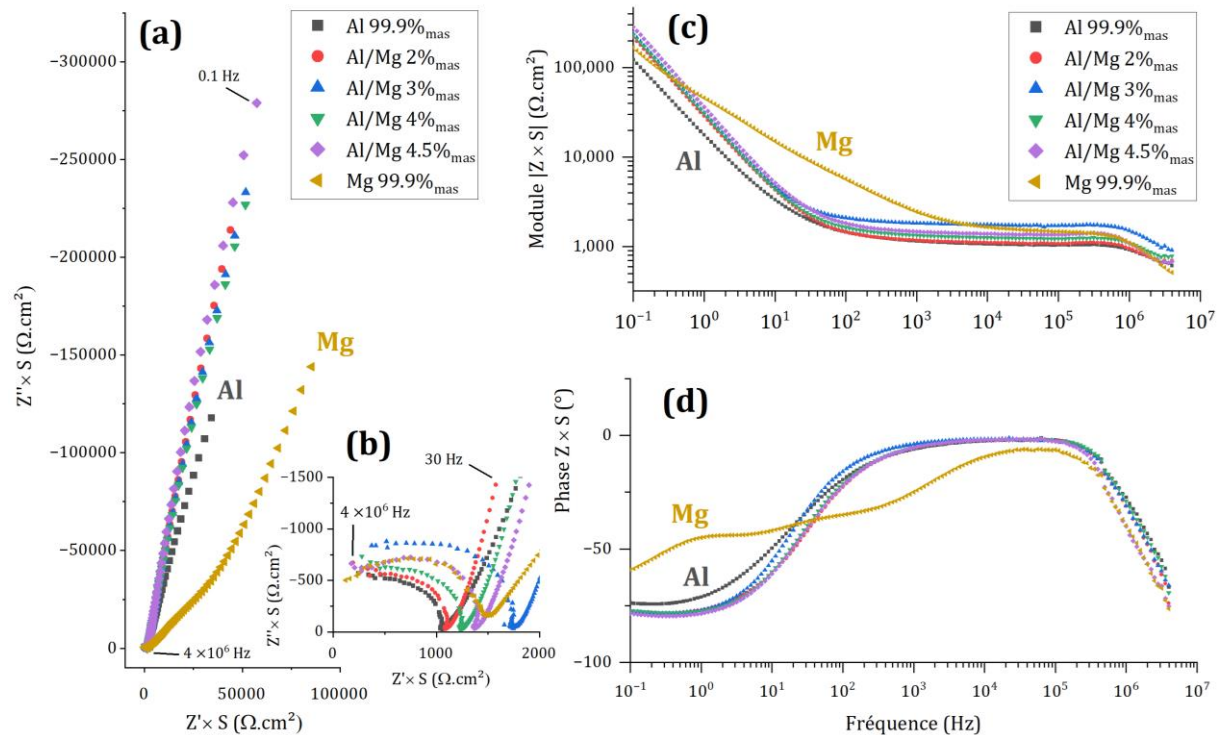 (a)
Al 99.9%mas
Al/Mg 2%mas
Al/Mg 3%mas
Al/Mg 4%mas
Al/Mg 4.5%mas
Mg 99.9%mas
−300000
−250000
−200000
−150000
−100000
−50000
0
0.1 Hz
Mg
Al
4 ×10⁶ Hz
0
50000
100000
Z''× S (Ω.cm²)
Z'× S (Ω.cm²)
(b)
30 Hz
−1500
−1000
−500
0
4 ×10⁶ Hz
0
1000
2000
Z''× S (Ω.cm²)
Z'× S (Ω.cm²)
(c)
Al 99.9%mas
Al/Mg 2%mas
Al/Mg 3%mas
Al/Mg 4%mas
Al/Mg 4.5%mas
Mg 99.9%mas
100,000
10,000
1,000
Module |Z × S| (Ω.cm²)
Mg
Al
10⁻¹ 10⁰ 10¹ 10² 10³ 10⁴ 10⁵ 10⁶ 10⁷
(d)
0
−50
−100
Phase Z × S (°)
Mg
Al
10⁻¹ 10⁰ 10¹ 10² 10³ 10⁴ 10⁵ 10⁶ 10⁷
Fréquence (Hz)